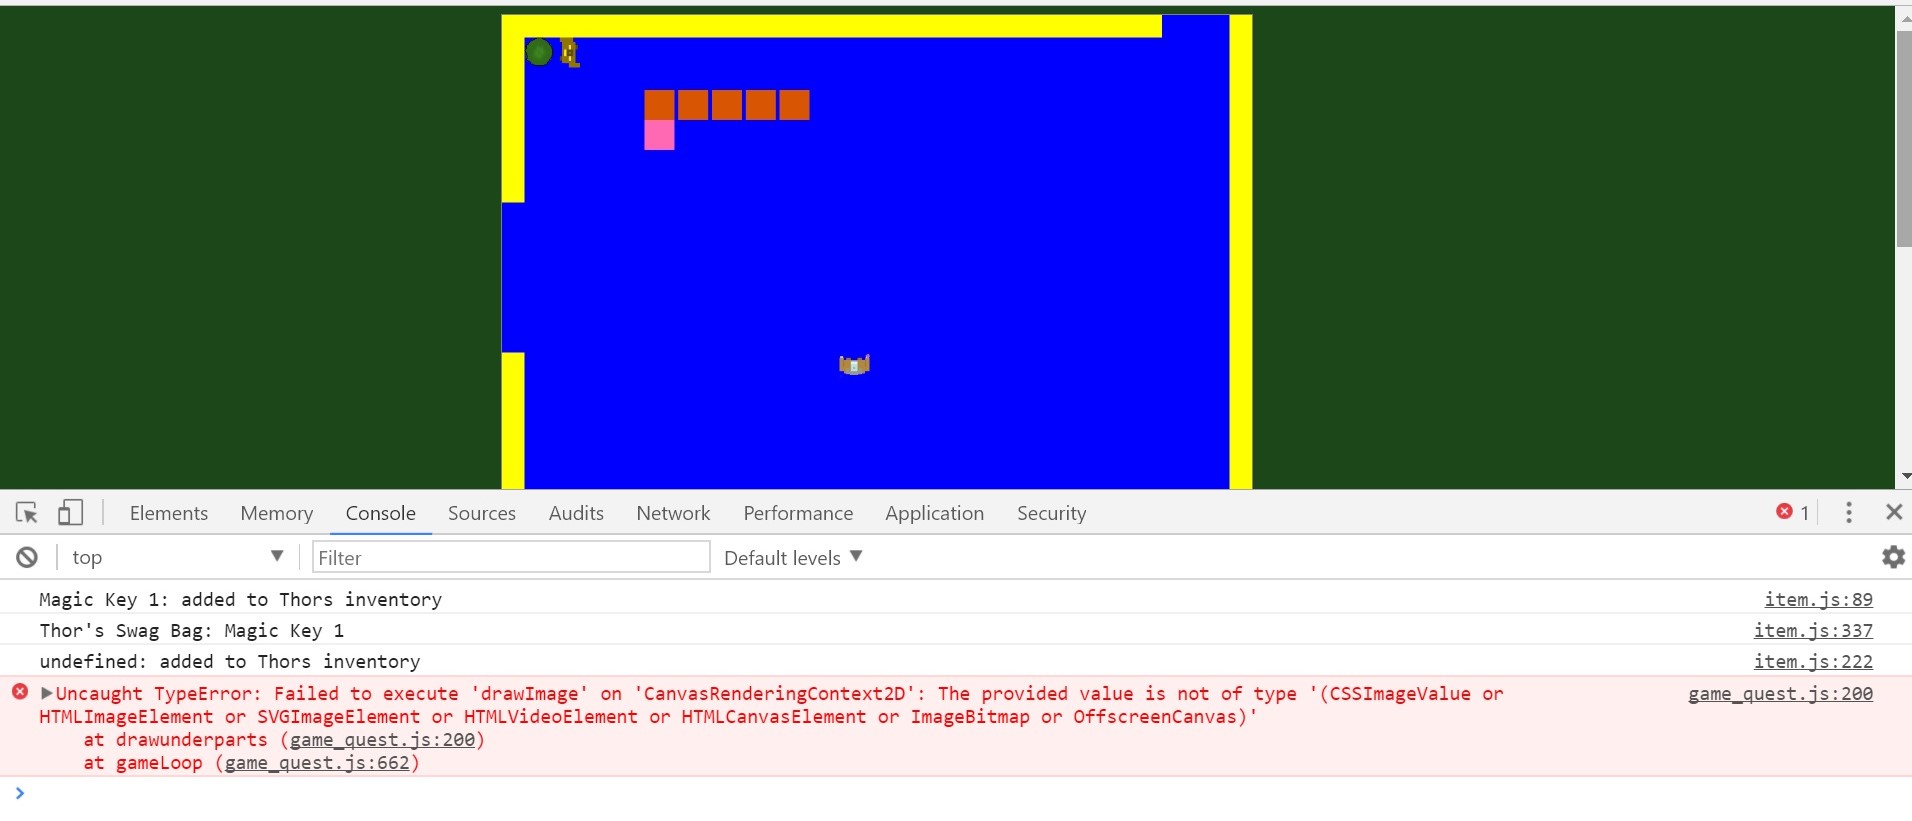 Elements Memory Console Sources Audits Network Performance Application Security 1
top Filter Default levels
Magic Key 1: added to Thors inventory item.js:89
Thor's Swag Bag: Magic Key 1 item.js:337
undefined: added to Thors inventory item.js:222
Uncaught TypeError: Failed to execute 'drawImage' on 'CanvasRenderingContext2D': The provided value is not of type '(CSSImageValue or game_quest.js:200
HTMLImageElement or SVGImageElement or HTMLVideoElement or HTMLCanvasElement or ImageBitmap or OffscreenCanvas)'
at drawunderparts (game_quest.js:200)
at gameLoop (game_quest.js:662)